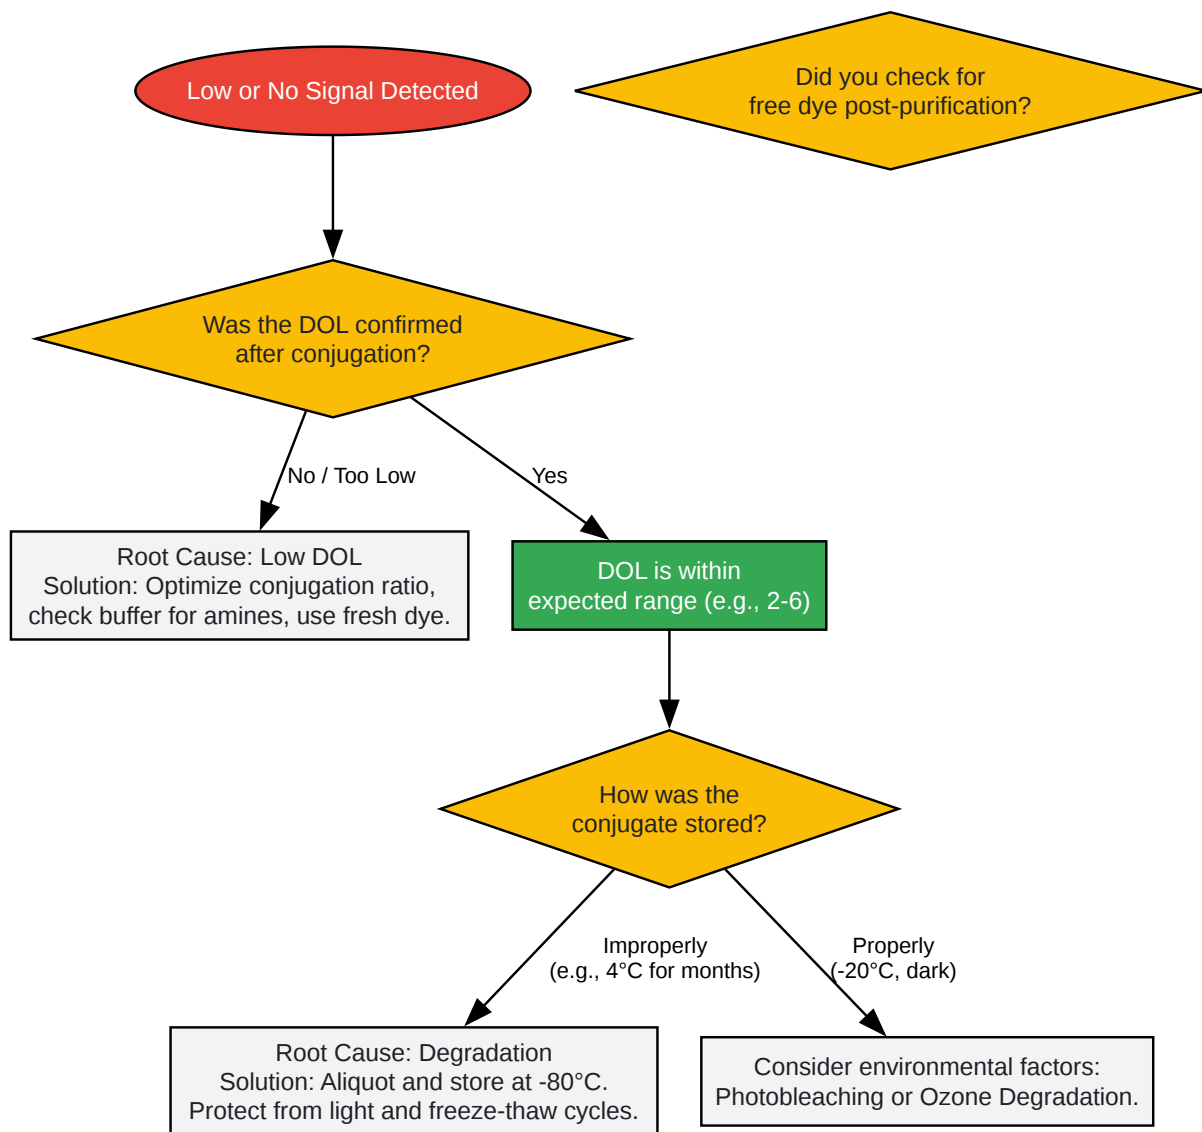 Low or No Signal Detected
Did you check for
free dye post-purification?
Was the DOL confirmed
after conjugation?
No / Too Low
Yes
Root Cause: Low DOL
Solution: Optimize conjugation ratio,
check buffer for amines, use fresh dye.
DOL is within
expected range (e.g., 2-6)
How was the
conjugate stored?
Improperly
(e.g., 4°C for months)
Properly
(-20°C, dark)
Root Cause: Degradation
Solution: Aliquot and store at -80°C.
Protect from light and freeze-thaw cycles.
Consider environmental factors:
Photobleaching or Ozone Degradation.